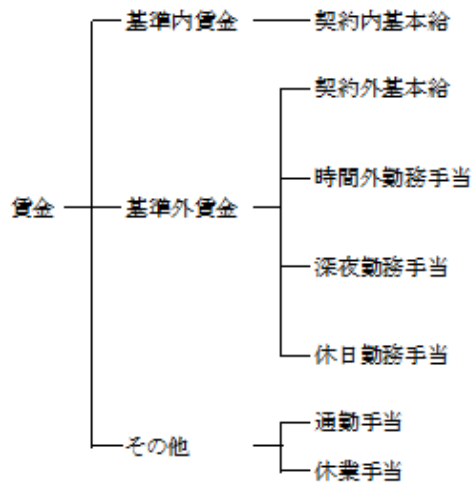 賃金
基準内賃金
契約内基本給
基準外賃金
契約外基本給
時間外勤務手当
深夜勤務手当
休日勤務手当
その他
通勤手当
休業手当